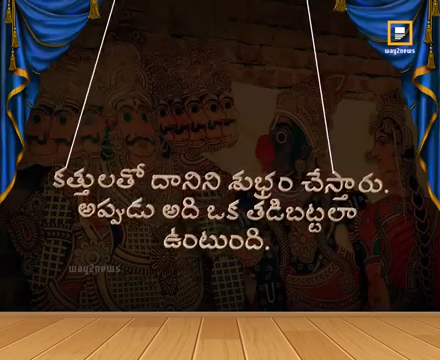 way2news
కత్తులతో దానిని శుభ్రం చేస్తారు.
అప్పుడు అది ఒక తడిబట్టలా
ఉంటుంది.
way2news